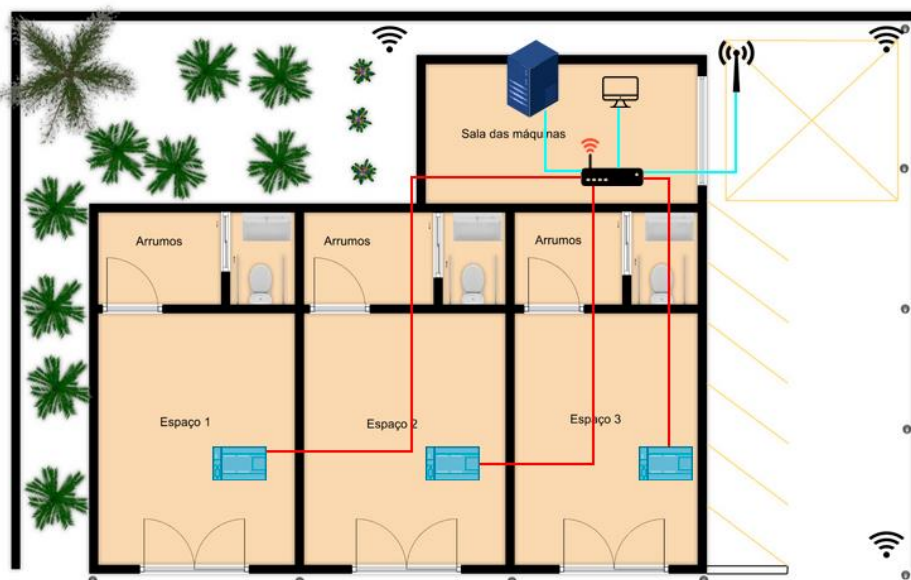 Sala das máquinas
Arrumos
Arrumos
Arrumos
Espaço 1
Espaço 2
Espaço 3